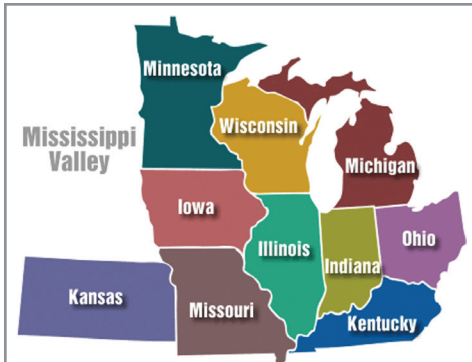 Minnesota
Wisconsin
Mississippi
Valley
Michigan
Iowa
Illinois
Ohio
Indiana
Kansas
Missouri
Kentucky